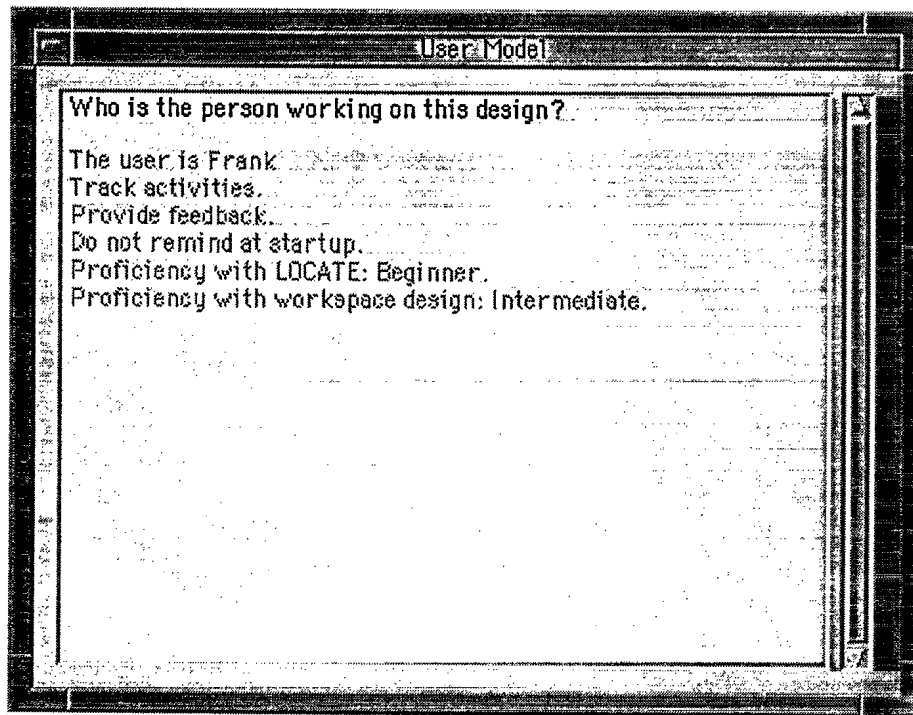 User Model
Who is the person working on this design?
The user is Frank
Track activities.
Provide feedback.
Do not remind at startup.
Proficiency with LOCATE: Beginner.
Proficiency with workspace design: Intermediate.